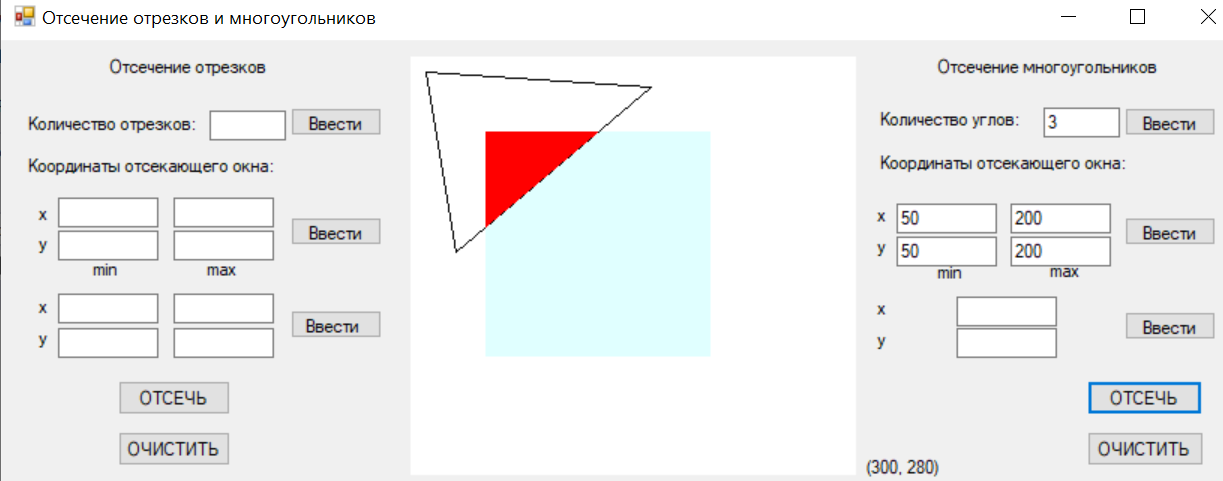 Отсечение отрезков и многоугольников
Отсечение отрезков
Количество отрезков:
Ввести
Координаты отсекающего окна:
x
y
Ввести
min max
x
y
Ввести
ОТСЕЧЬ
ОЧИСТИТЬ
Отсечение многоугольников
Количество углов:
3
Ввести
Координаты отсекающего окна:
x 50 200
y 50 200
Ввести
min max
x
y
Ввести
ОТСЕЧЬ
ОЧИСТИТЬ
(300, 280)